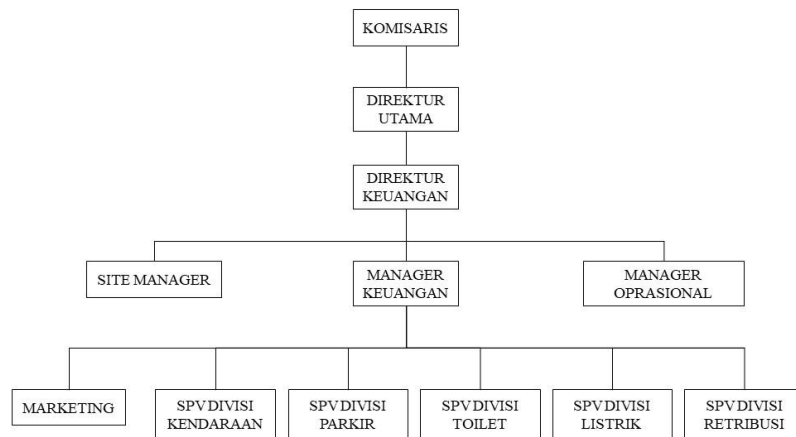 KOMISARIS
DIREKTUR
UTAMA
DIREKTUR
KEUANGAN
SITE MANAGER
MANAGER
KEUANGAN
MANAGER
OPRASIONAL
MARKETING
SPV DIVISI
KENDARAAN
SPV DIVISI
PARKIR
SPV DIVISI
TOILET
SPV DIVISI
LISTRIK
SPV DIVISI
RETRIBUSI